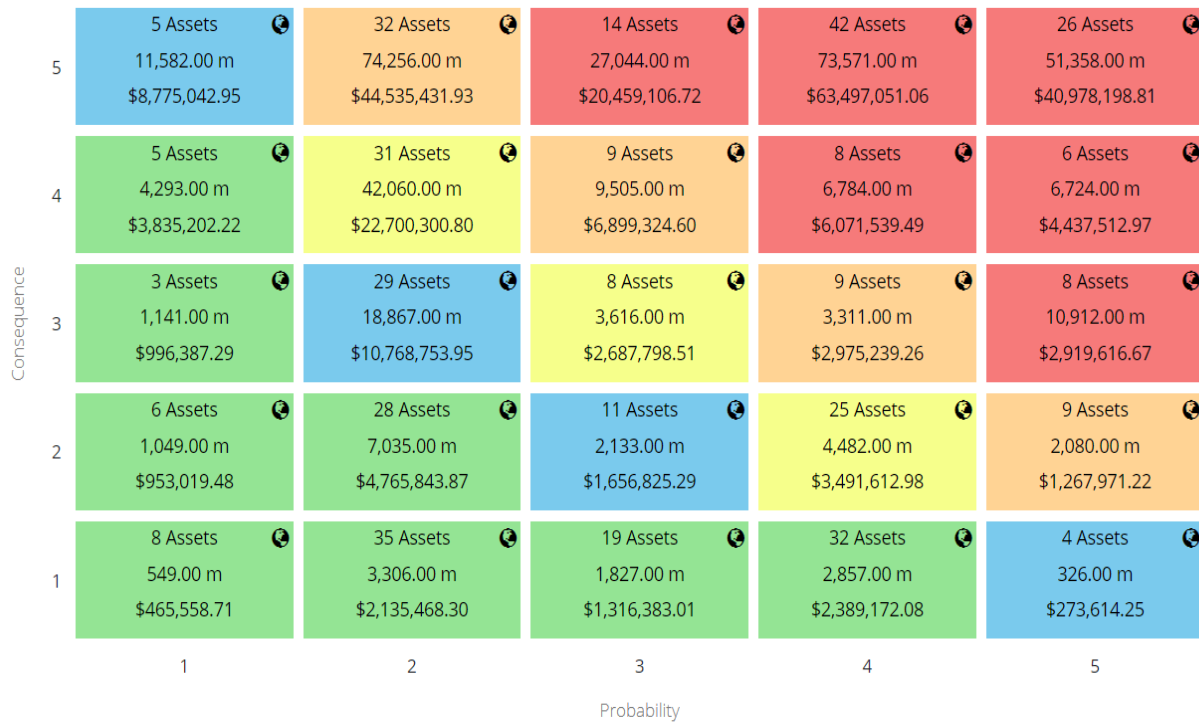 5 Assets
11,582.00 m
$8,775,042.95
32 Assets
74,256.00 m
$44,535,431.93
14 Assets
27,044.00 m
$20,459,106.72
42 Assets
73,571.00 m
$63,497,051.06
26 Assets
51,358.00 m
$40,978,198.81
5
5 Assets
4,293.00 m
$3,835,202.22
31 Assets
42,060.00 m
$22,700,300.80
9 Assets
9,505.00 m
$6,899,324.60
8 Assets
6,784.00 m
$6,071,539.49
6 Assets
6,724.00 m
$4,437,512.97
4
Consequence
3 Assets
1,141.00 m
$996,387.29
29 Assets
18,867.00 m
$10,768,753.95
8 Assets
3,616.00 m
$2,687,798.51
9 Assets
3,311.00 m
$2,975,239.26
8 Assets
10,912.00 m
$2,919,616.67
3
6 Assets
1,049.00 m
$953,019.48
28 Assets
7,035.00 m
$4,765,843.87
11 Assets
2,133.00 m
$1,656,825.29
25 Assets
4,482.00 m
$3,491,612.98
9 Assets
2,080.00 m
$1,267,971.22
2
8 Assets
549.00 m
$465,558.71
35 Assets
3,306.00 m
$2,135,468.30
19 Assets
1,827.00 m
$1,316,383.01
32 Assets
2,857.00 m
$2,389,172.08
4 Assets
326.00 m
$273,614.25
1
1
2
3
4
5
Probability